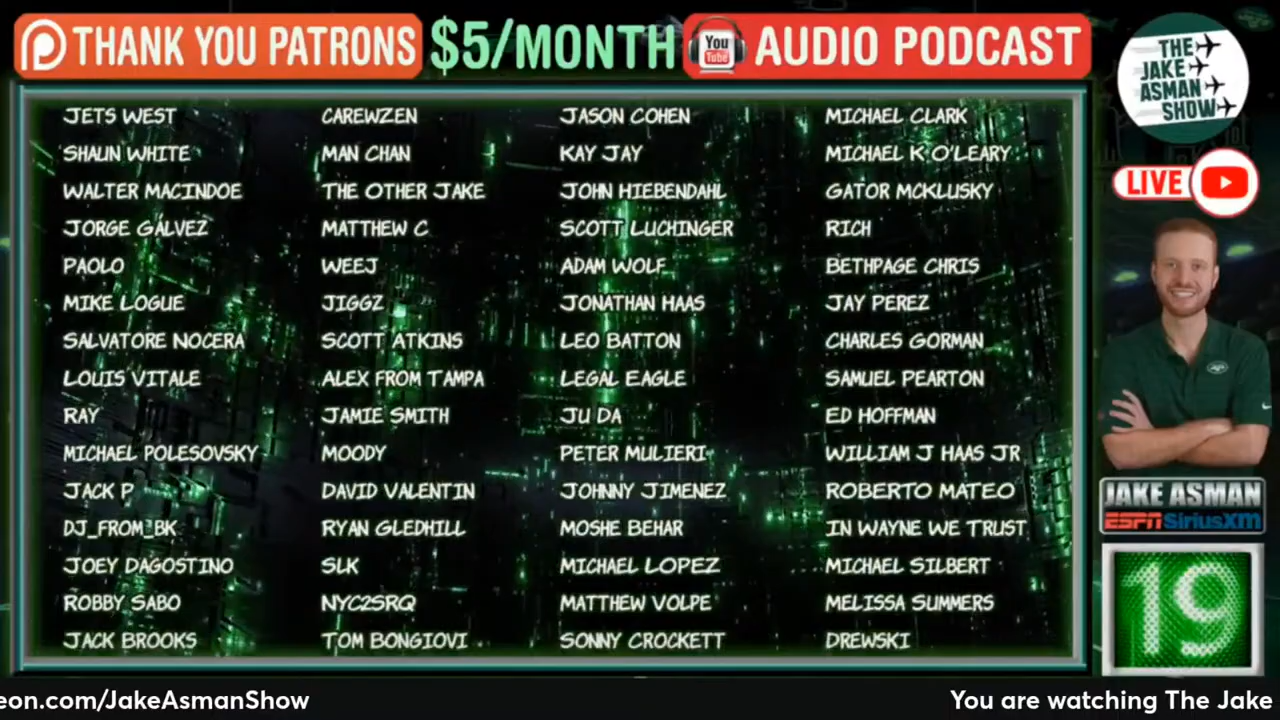 THANK YOU PATRONS $5/MONTH You Tube AUDIO PODCAST
THE JAKE ASMAN SHOW
LIVE
JETS WEST CAREWZEN JASON COHEN MICHAEL CLARK
SHAUN WHITE MAN CHAN KAY JAY MICHAEL K O'LEARY
WALTER MACINDOE THE OTHER JAKE JOHN HIEBENDAHL GATOR MCKLUSKY
JORGE GÁLVEZ MATTHEW C SCOTT LUCHINGER RICH
PAOLO WEEJ ADAM WOLF BETHPAGE CHRIS
MIKE LOGUE JIGGZ JONATHAN HAAS JAY PEREZ
SALVATORE NOCERA SCOTT ATKINS LEO BATTON CHARLES GORMAN
LOUIS VITALE ALEX FROM TAMPA LEGAL EAGLE SAMUEL PEARTON
RAY JAMIE SMITH JU DA ED HOFFMAN
MICHAEL POLESOVSKY MOODY PETER MULIERI WILLIAM J HAAS JR
JACK P DAVID VALENTIN JOHNNY JIMENEZ ROBERTO MATEO
DJ_FROM_BK RYAN GLEDHILL MOSHE BEHAR IN WAYNE WE TRUST
JOEY DAGOSTINO SLK MICHAEL LOPEZ MICHAEL SILBERT
ROBBY SABO NYC2SRQ MATTHEW VOLPE MELISSA SUMMERS
JACK BROOKS TOM BONGIOVI SONNY CROCKETT DREWSKI
JAKE ASMAN
ESPN SiriusXM
19
eon.com/JakeAsmanShow You are watching The Jake